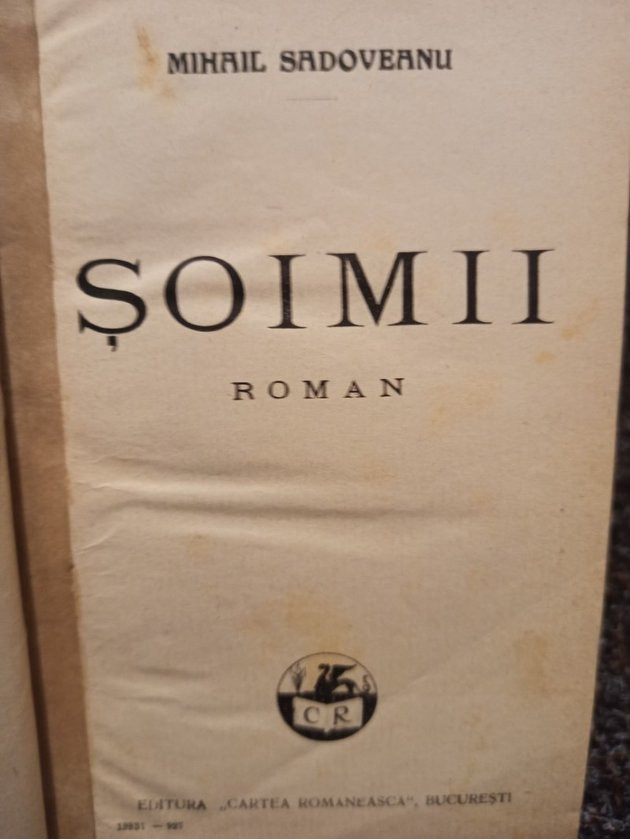 MIHAIL SADOVEANU
ȘOIMII
ROMAN
C R
EDITURA „CARTEA ROMANEASCA“, BUCUREȘTI